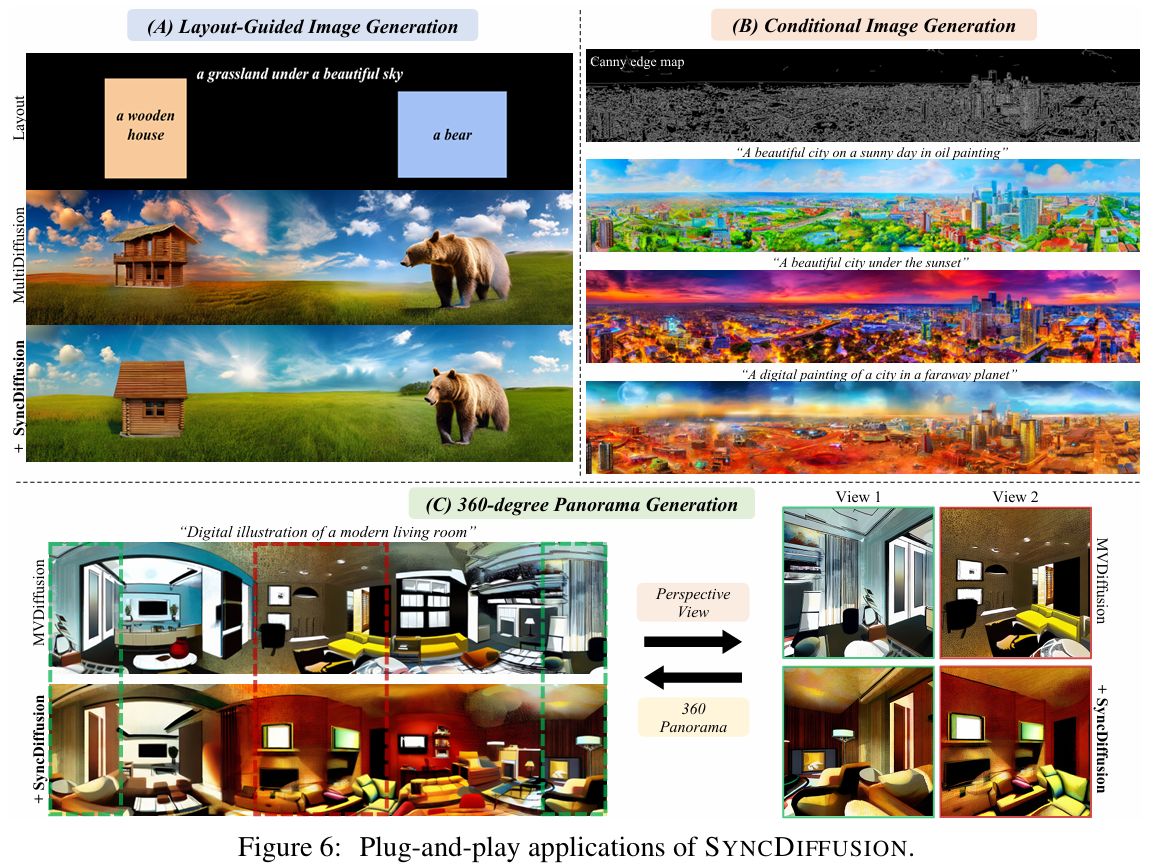 (A) Layout-Guided Image Generation
Layout
a grassland under a beautiful sky
a wooden
house
a bear
MultiDiffusion
+ SyncDiffusion
(B) Conditional Image Generation
Canny edge map
“A beautiful city on a sunny day in oil painting”
“A beautiful city under the sunset”
“A digital painting of a city in a faraway planet”
(C) 360-degree Panorama Generation
“Digital illustration of a modern living room”
MVDiffusion
+ SyncDiffusion
Perspective
View
360
Panorama
View 1
View 2
MVDiffusion
+ SyncDiffusion
Figure 6: Plug-and-play applications of SYNCDIFFUSION.